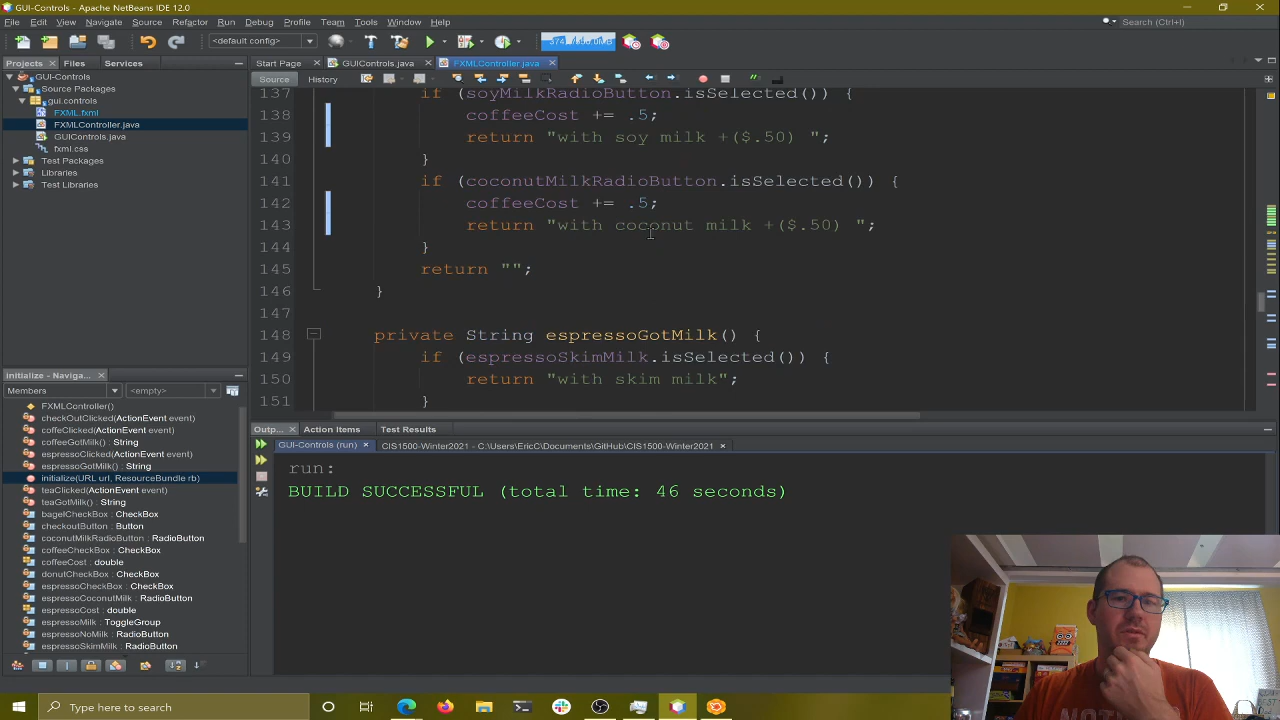 GUI-Controls - Apache NetBeans IDE 12.0
File Edit View Navigate Source Refactor Run Debug Profile Team Tools Window Help
Search (Ctrl+I)
<default config>
Projects Files Services
Start Page GUIControls.java FXMLController.java
Source History
GUI-Controls
Source Packages
gui.controls
FXML.fxml
FXMLController.java
GUIControls.java
fxml.css
Test Packages
Libraries
Test Libraries
137 if (soyMilkRadioButton.isSelected()) {
138 coffeeCost += .5;
139 return "with soy milk +($.50) ";
140 }
141 if (coconutMilkRadioButton.isSelected()) {
142 coffeeCost += .5;
143 return "with coconut milk +($.50) ";
144 }
145 return "";
146 }
147
148 private String espressoGotMilk() {
149 if (espressoSkimMilk.isSelected()) {
150 return "with skim milk";
151 }
initialize - Naviga...
Members <empty>
FXMLController()
checkOutClicked(ActionEvent event)
coffeClicked(ActionEvent event)
coffeeGotMilk() : String
espressoClicked(ActionEvent event)
espressoGotMilk() : String
initialize(URL url, ResourceBundle rb)
teaClicked(ActionEvent event)
teaGotMilk() : String
bagelCheckBox : CheckBox
checkoutButton : Button
coconutMilkRadioButton : RadioButton
coffeeCheckBox : CheckBox
coffeeCost : double
donutCheckBox : CheckBox
espressoCheckBox : CheckBox
espressoCoconutMilk : RadioButton
espressoCost : double
espressoMilk : ToggleGroup
espressoNoMilk : RadioButton
espressoSkimMilk : RadioButton
Outp... Action Items Test Results
GUI-Controls (run) CIS1500-Winter2021 - C:\Users\EricC\Documents\GitHub\CIS1500-Winter2021
run:
BUILD SUCCESSFUL (total time: 46 seconds)
Type here to search